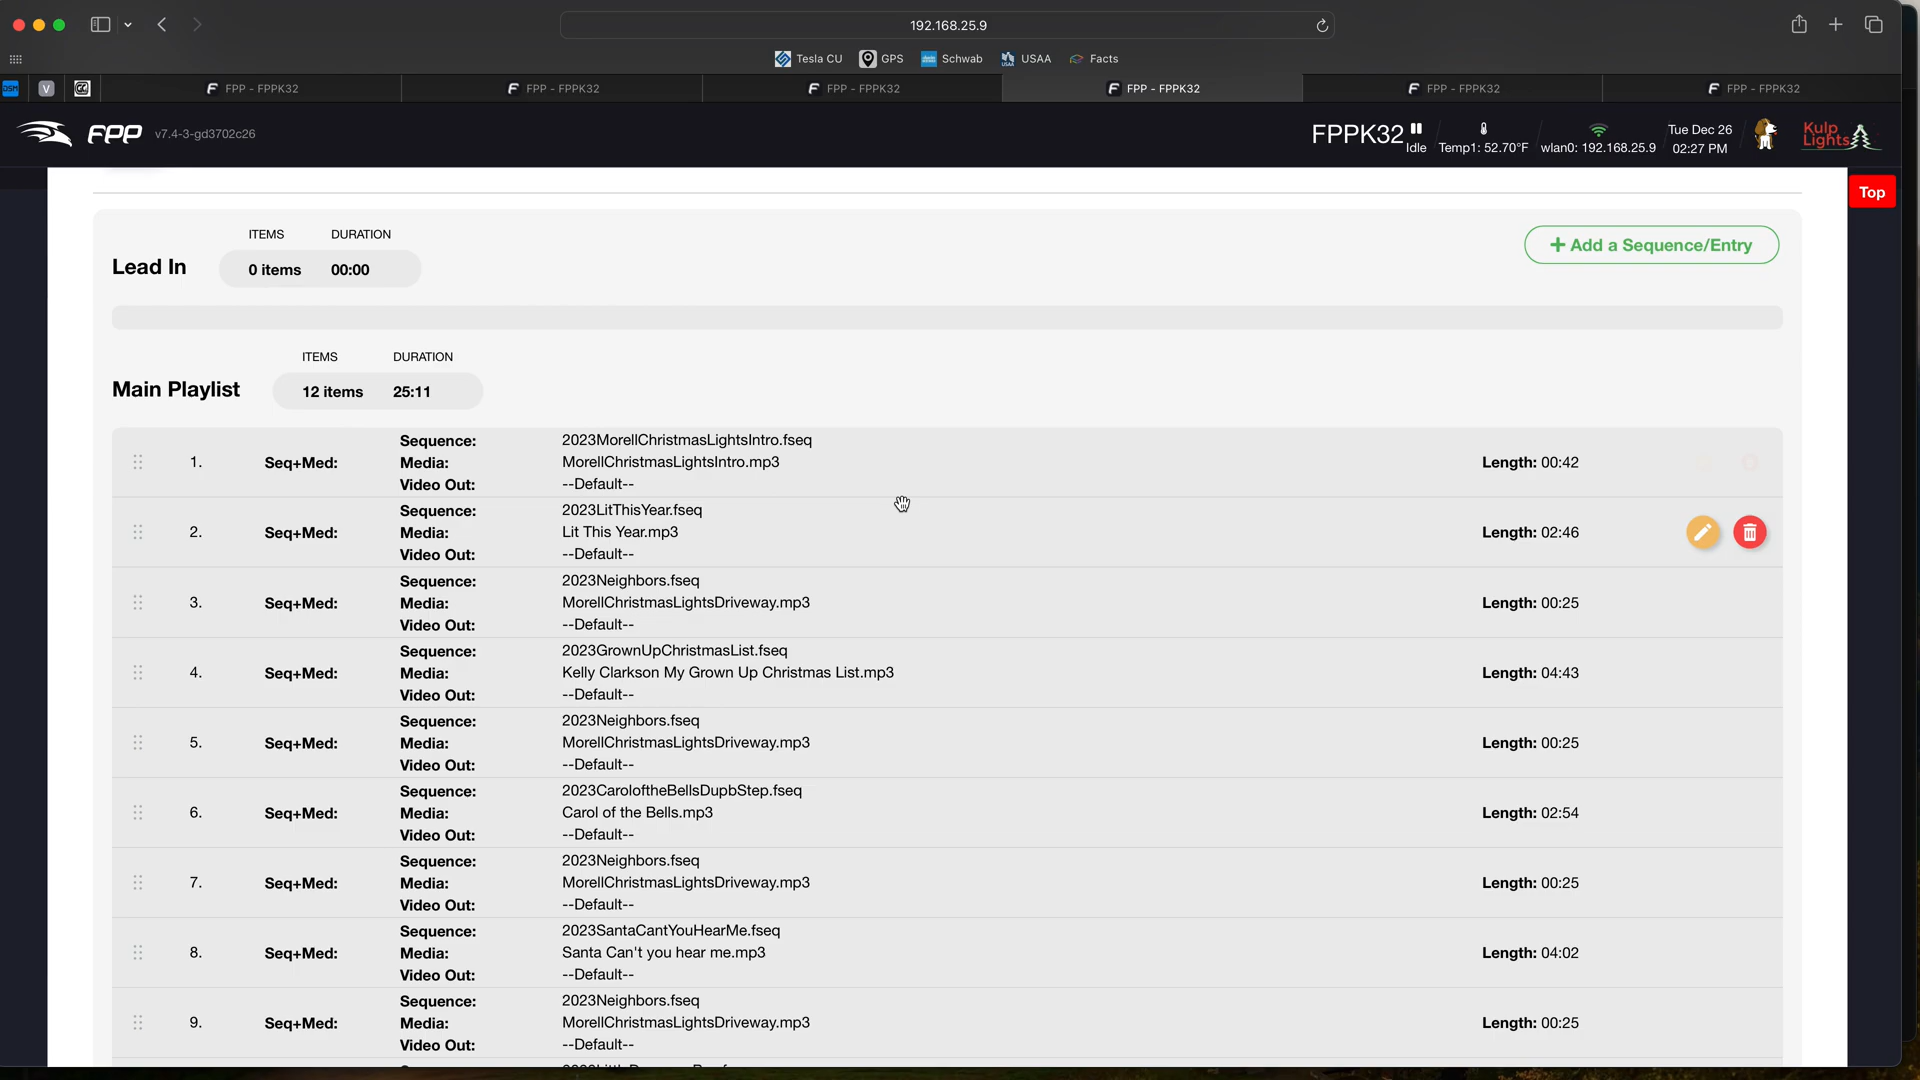 192.168.25.9
Tesla CU GPS Schwab USAA Facts
DSM V GC FPP - FPPK32 FPP - FPPK32 FPP - FPPK32 FPP - FPPK32 FPP - FPPK32 FPP - FPPK32
FPP v7.4-3-gd3702c26
FPPK32 Idle Temp1: 52.70°F wlan0: 192.168.25.9 Tue Dec 26 02:27 PM Kulp Lights
Top
ITEMS DURATION
Lead In 0 items 00:00
+ Add a Sequence/Entry
ITEMS DURATION
Main Playlist 12 items 25:11
Sequence: 2023MorellChristmasLightsIntro.fseq
1. Seq+Med: Media: MorellChristmasLightsIntro.mp3 Length: 00:42
Video Out: --Default--
Sequence: 2023LitThisYear.fseq
2. Seq+Med: Media: Lit This Year.mp3 Length: 02:46
Video Out: --Default--
Sequence: 2023Neighbors.fseq
3. Seq+Med: Media: MorellChristmasLightsDriveway.mp3 Length: 00:25
Video Out: --Default--
Sequence: 2023GrownUpChristmasList.fseq
4. Seq+Med: Media: Kelly Clarkson My Grown Up Christmas List.mp3 Length: 04:43
Video Out: --Default--
Sequence: 2023Neighbors.fseq
5. Seq+Med: Media: MorellChristmasLightsDriveway.mp3 Length: 00:25
Video Out: --Default--
Sequence: 2023CaroloftheBellsDupbStep.fseq
6. Seq+Med: Media: Carol of the Bells.mp3 Length: 02:54
Video Out: --Default--
Sequence: 2023Neighbors.fseq
7. Seq+Med: Media: MorellChristmasLightsDriveway.mp3 Length: 00:25
Video Out: --Default--
Sequence: 2023SantaCantYouHearMe.fseq
8. Seq+Med: Media: Santa Can't you hear me.mp3 Length: 04:02
Video Out: --Default--
Sequence: 2023Neighbors.fseq
9. Seq+Med: Media: MorellChristmasLightsDriveway.mp3 Length: 00:25
Video Out: --Default--